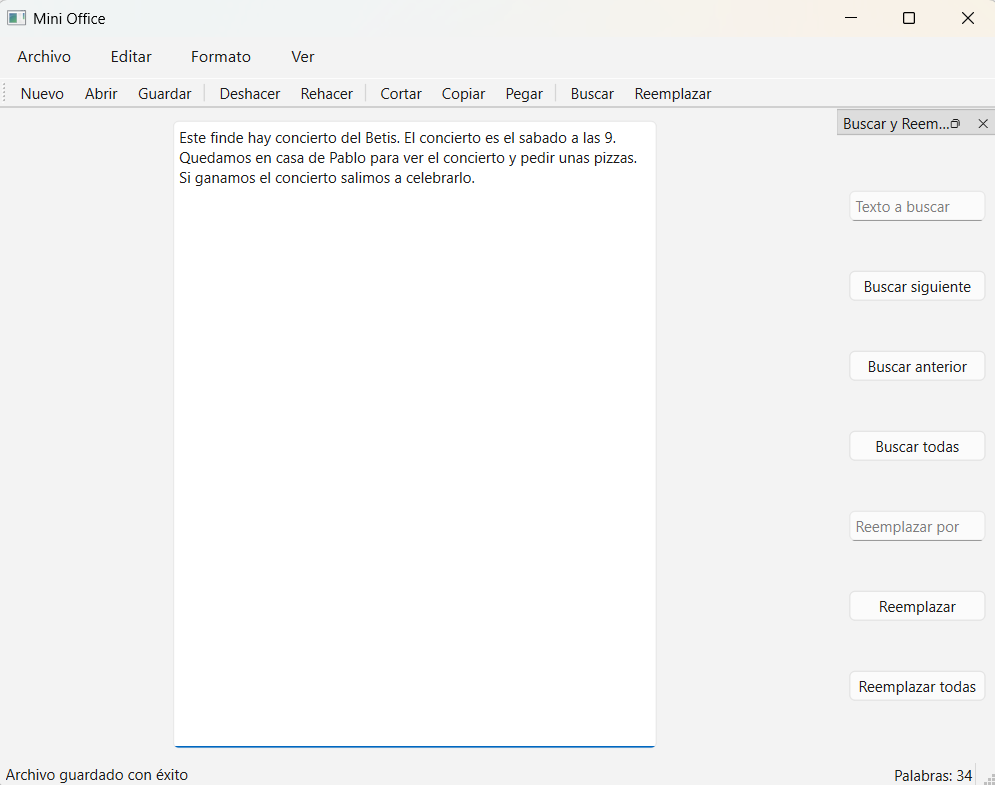 Mini Office
Archivo Editar Formato Ver
Nuevo Abrir Guardar Deshacer Rehacer Cortar Copiar Pegar Buscar Reemplazar
Buscar y Reem...
Este finde hay concierto del Betis. El concierto es el sabado a las 9.
Quedamos en casa de Pablo para ver el concierto y pedir unas pizzas.
Si ganamos el concierto salimos a celebrarlo.
Texto a buscar
Buscar siguiente
Buscar anterior
Buscar todas
Reemplazar por
Reemplazar
Reemplazar todas
Archivo guardado con éxito
Palabras: 34